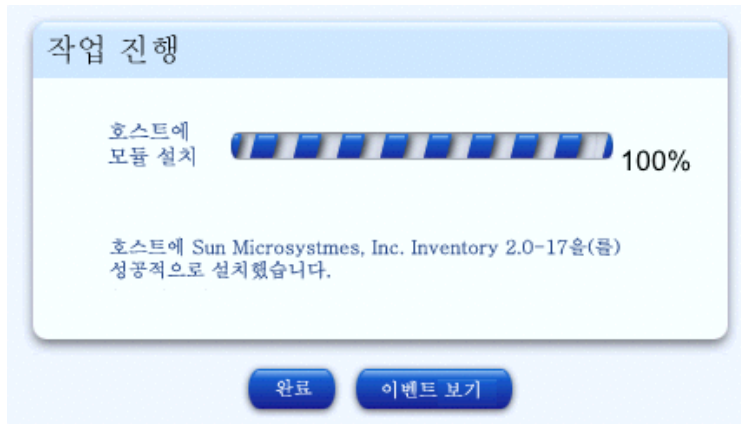 작업 진행
호스트에
모듈 설치
100%
호스트에 Sun Microsystmes, Inc. Inventory 2.0-17을(를)
성공적으로 설치했습니다.
완료
이벤트 보기